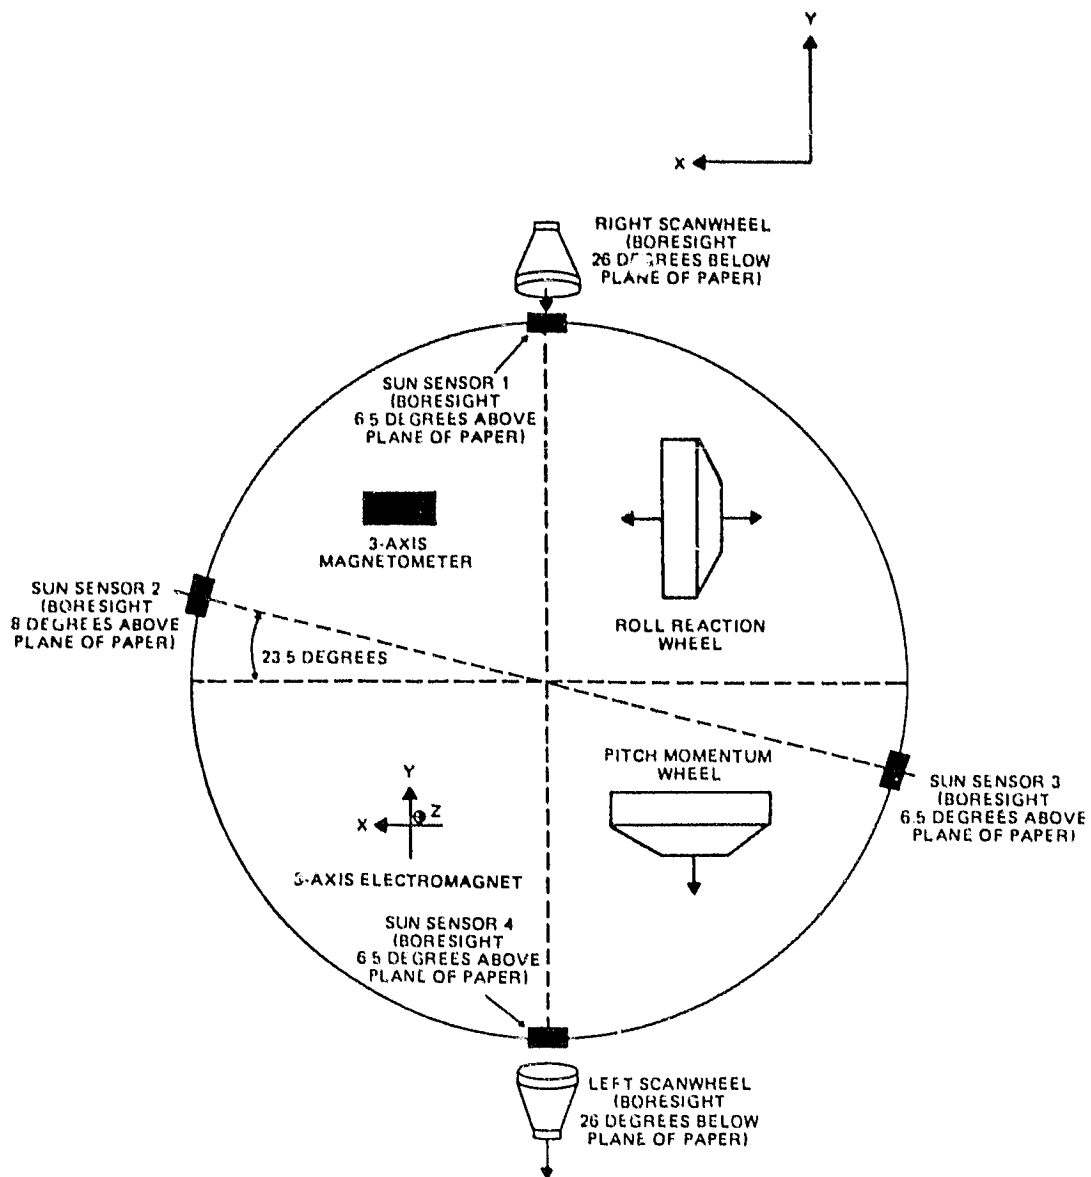 Y
X
RIGHT SCANWHEEL
(BORESIGHT
26 DEGREES BELOW
PLANE OF PAPER)
SUN SENSOR 1
(BORESIGHT
6.5 DEGREES ABOVE
PLANE OF PAPER)
3-AXIS
MAGNETOMETER
ROLL REACTION
WHEEL
SUN SENSOR 2
(BORESIGHT
8 DEGREES ABOVE
PLANE OF PAPER)
23.5 DEGREES
PITCH MOMENTUM
WHEEL
SUN SENSOR 3
(BORESIGHT
6.5 DEGREES ABOVE
PLANE OF PAPER)
Y
X
Z
3-AXIS ELECTROMAGNET
SUN SENSOR 4
(BORESIGHT
6.5 DEGREES ABOVE
PLANE OF PAPER)
LEFT SCANWHEEL
(BORESIGHT
26 DEGREES BELOW
PLANE OF PAPER)